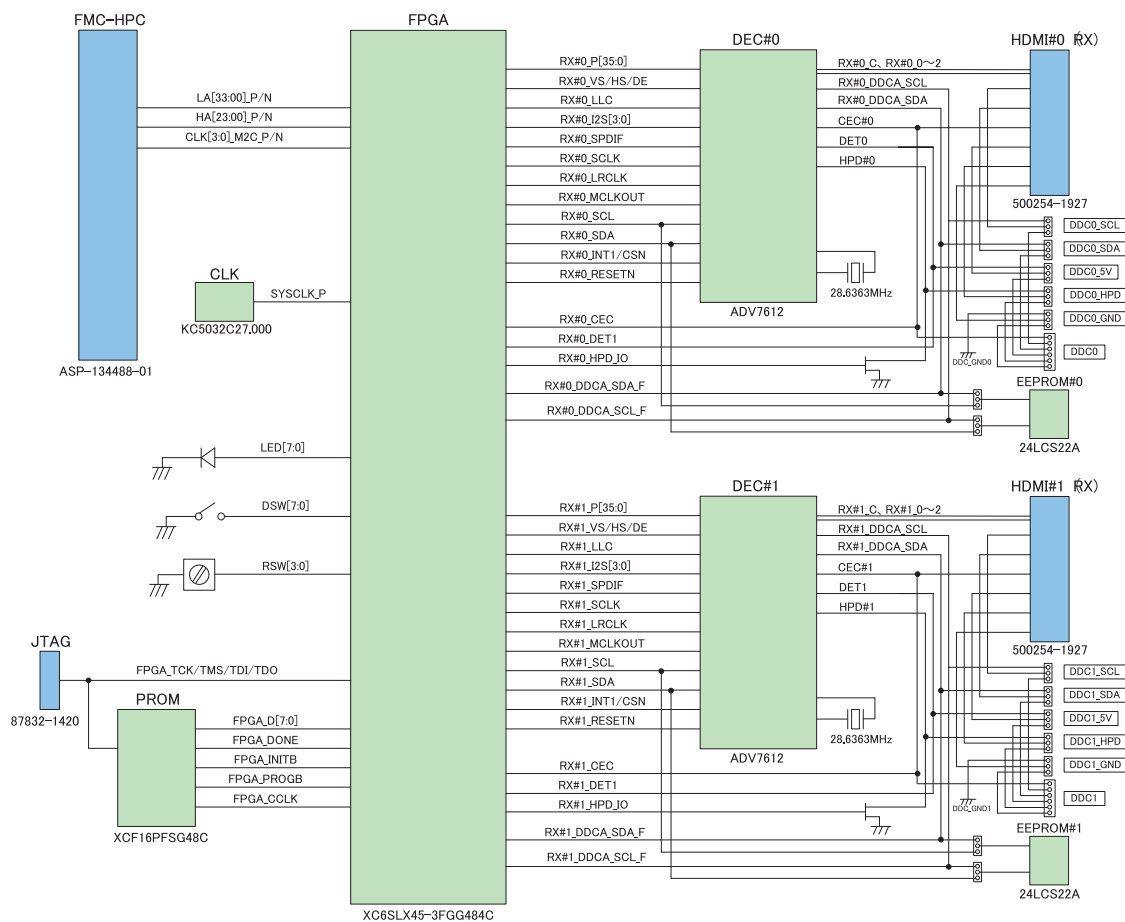 FMC-HPC
LA[33:00]_P/N
HA[23:00]_P/N
CLK[3:0]_M2C_P/N
ASP-134488-01
CLK
SYSCLK_P
KC5032C27.000
LED[7:0]
DSW[7:0]
RSW[3:0]
JTAG
FPGA_TCK/TMS/TDI/TDO
87832-1420
PROM
FPGA_D[7:0]
FPGA_DONE
FPGA_INITB
FPGA_PROGB
FPGA_CCLK
XCF16PFSG48C
FPGA
XC6SLX45-3FGG484C
RX#0_P[35:0]
RX#0_VS/HS/DE
RX#0_LLC
RX#0_I2S[3:0]
RX#0_SPDIF
RX#0_SCLK
RX#0_LRCLK
RX#0_MCLKOUT
RX#0_SCL
RX#0_SDA
RX#0_INT1/CSN
RX#0_RESETN
RX#0_CEC
RX#0_DET1
RX#0_HPD_IO
RX#0_DDCA_SDA_F
RX#0_DDCA_SCL_F
DEC#0
ADV7612
RX#0_C、RX#0_0～2
RX#0_DDCA_SCL
RX#0_DDCA_SDA
CEC#0
DET0
HPD#0
28.6363MHz
HDMI#0 (RX)
500254-1927
DDC0_SCL
DDC0_SDA
DDC0_5V
DDC0_HPD
DDC0_GND
DDC0
DDC_GND0
EEPROM#0
24LCS22A
RX#1_P[35:0]
RX#1_VS/HS/DE
RX#1_LLC
RX#1_I2S[3:0]
RX#1_SPDIF
RX#1_SCLK
RX#1_LRCLK
RX#1_MCLKOUT
RX#1_SCL
RX#1_SDA
RX#1_INT1/CSN
RX#1_RESETN
RX#1_CEC
RX#1_DET1
RX#1_HPD_IO
RX#1_DDCA_SDA_F
RX#1_DDCA_SCL_F
DEC#1
ADV7612
RX#1_C、RX#1_0～2
RX#1_DDCA_SCL
RX#1_DDCA_SDA
CEC#1
DET1
HPD#1
28.6363MHz
HDMI#1 (RX)
500254-1927
DDC1_SCL
DDC1_SDA
DDC1_5V
DDC1_HPD
DDC1_GND
DDC1
DDC_GND1
EEPROM#1
24LCS22A